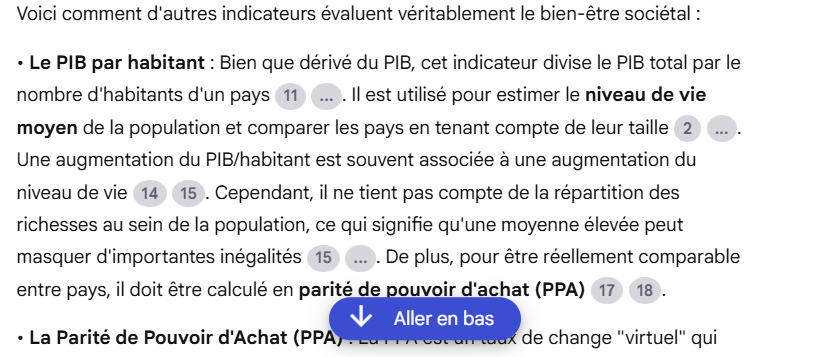 Voici comment d'autres indicateurs évaluent véritablement le bien-être sociétal :
• Le PIB par habitant : Bien que dérivé du PIB, cet indicateur divise le PIB total par le
nombre d'habitants d'un pays 11 ... . Il est utilisé pour estimer le niveau de vie
moyen de la population et comparer les pays en tenant compte de leur taille 2 ... .
Une augmentation du PIB/habitant est souvent associée à une augmentation du
niveau de vie 14 15 . Cependant, il ne tient pas compte de la répartition des
richesses au sein de la population, ce qui signifie qu'une moyenne élevée peut
masquer d'importantes inégalités 15 ... . De plus, pour être réellement comparable
entre pays, il doit être calculé en parité de pouvoir d'achat (PPA) 17 18 .
Aller en bas
• La Parité de Pouvoir d'Achat (PPA) : La PPA est un taux de change "virtuel" qui